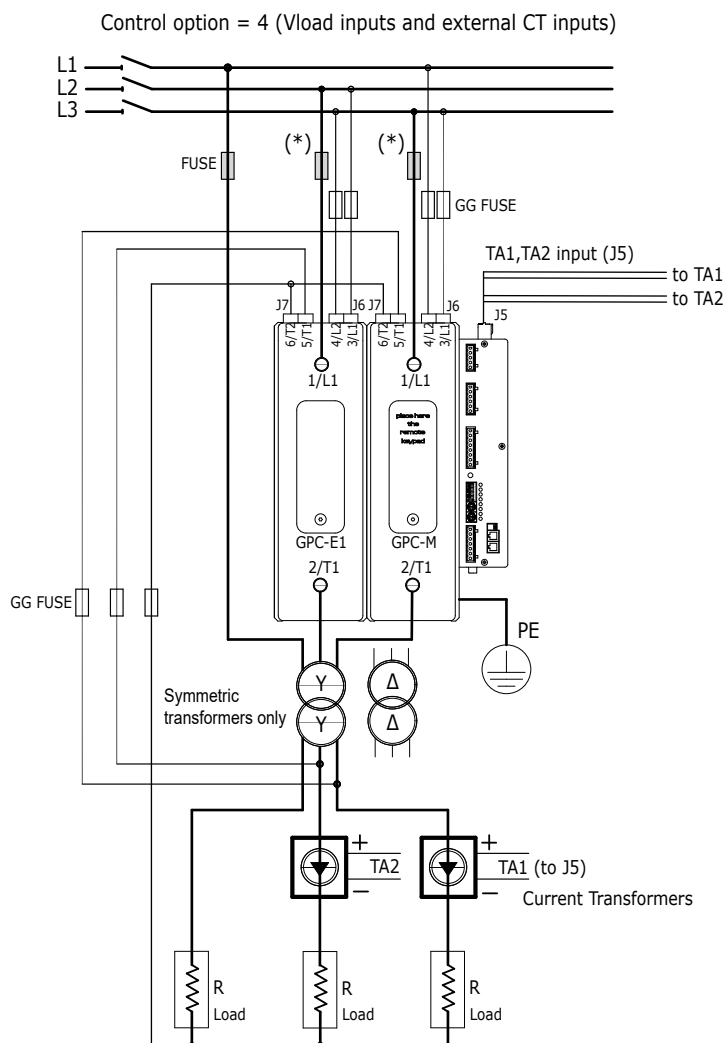 Control option = 4 (Vload inputs and external CT inputs)
L1
L2
L3
(*)
(*)
FUSE
GG FUSE
TA1,TA2 input (J5)
to TA1
to TA2
J7
J6
J7
J6
J5
6/T2
5/T1
4/L2
3/L1
6/T2
5/T1
4/L2
3/L1
1/L1
1/L1
place here
the
remote
keypad
GPC-E1
GPC-M
2/T1
2/T1
GG FUSE
PE
Symmetric
transformers only
Y
Y
Δ
Δ
+
TA2
−
+
TA1 (to J5)
−
Current Transformers
R
Load
R
Load
R
Load